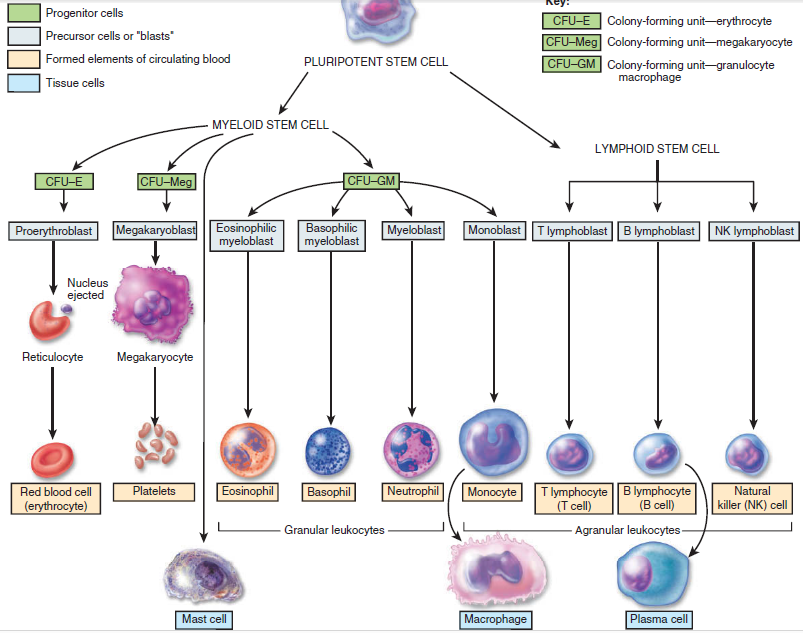 Progenitor cells
Precursor cells or "blasts"
Formed elements of circulating blood
Tissue cells
Key:
CFU–E Colony-forming unit—erythrocyte
CFU–Meg Colony-forming unit—megakaryocyte
CFU–GM Colony-forming unit—granulocyte
macrophage
PLURIPOTENT STEM CELL
MYELOID STEM CELL
LYMPHOID STEM CELL
CFU–E
CFU–Meg
CFU–GM
Proerythroblast
Megakaryoblast
Eosinophilic
myeloblast
Basophilic
myeloblast
Myeloblast
Monoblast
T lymphoblast
B lymphoblast
NK lymphoblast
Nucleus
ejected
Reticulocyte
Megakaryocyte
Red blood cell
(erythrocyte)
Platelets
Eosinophil
Basophil
Neutrophil
Monocyte
T lymphocyte
(T cell)
B lymphocyte
(B cell)
Natural
killer (NK) cell
Granular leukocytes
Agranular leukocytes
Mast cell
Macrophage
Plasma cell